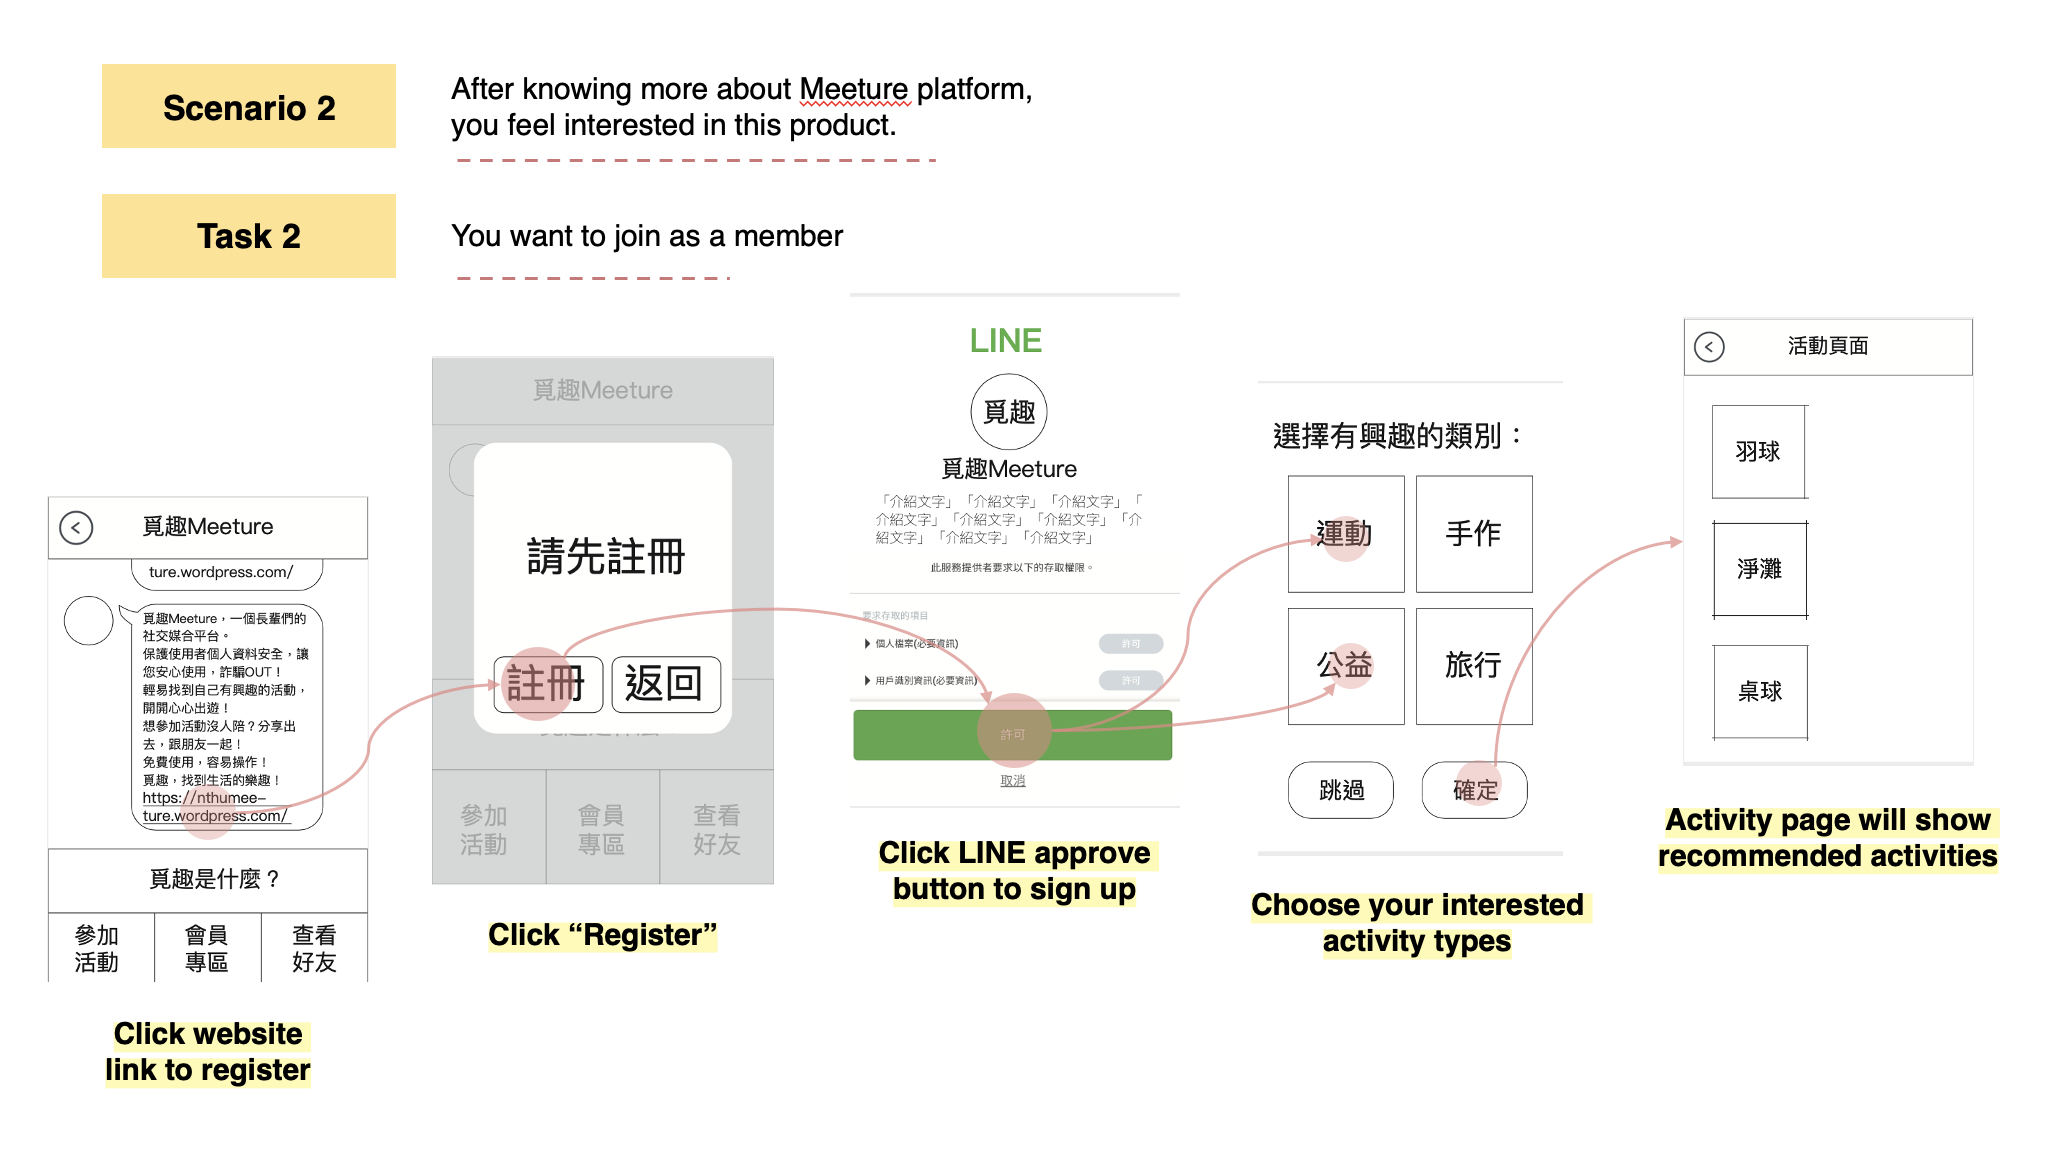 Scenario 2
After knowing more about Meeture platform,
you feel interested in this product.
Task 2
You want to join as a member
覓趣Meeture
ture.wordpress.com/
覓趣Meeture，一個長輩們的
社交媒合平台。
保護使用者個人資料安全，讓
您安心使用，詐騙OUT！
輕易找到自己有興趣的活動，
開開心心出遊！
想參加活動沒人陪？分享出
去，跟朋友一起！
免費使用，容易操作！
覓趣，找到生活的樂趣！
https://nthumee-
ture.wordpress.com/
覓趣是什麼？
參加
活動
會員
專區
查看
好友
Click website
link to register
覓趣Meeture
請先註冊
註冊
返回
參加
活動
會員
專區
查看
好友
Click “Register”
LINE
覓趣
覓趣Meeture
「介紹文字」「介紹文字」「介紹文字」「
介紹文字」「介紹文字」「介紹文字」「介
紹文字」「介紹文字」「介紹文字」
此服務提供者要求以下的存取權限。
要求存取的項目
個人檔案(必要資訊)
許可
用戶識別資訊(必要資訊)
許可
許可
取消
Click LINE approve
button to sign up
選擇有興趣的類別：
運動
手作
公益
旅行
跳過
確定
Choose your interested
activity types
活動頁面
羽球
淨灘
桌球
Activity page will show
recommended activities